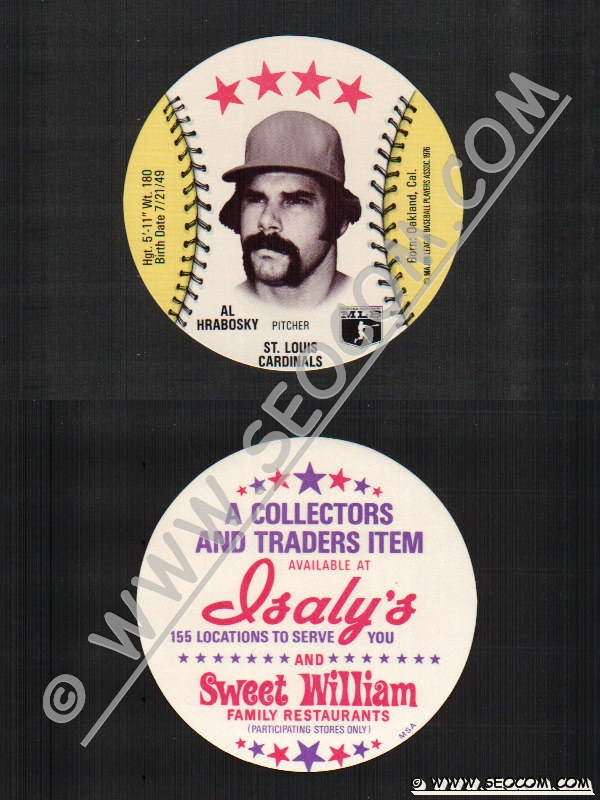 Hgt. 5'-11" Wt. 180
Birth Date 7/21/49
Born: Oakland, Cal.
© MAJOR LEAGUE BASEBALL PLAYERS ASSOC. 1976
AL
HRABOSKY PITCHER
MLB
ST. LOUIS
CARDINALS
A COLLECTORS
AND TRADERS ITEM
AVAILABLE AT
Isaly's
155 LOCATIONS TO SERVE YOU
AND
Sweet William
FAMILY RESTAURANTS
(PARTICIPATING STORES ONLY)
MSA
© WWW.SEOCOM.COM
© WWW.SEOCOM.COM